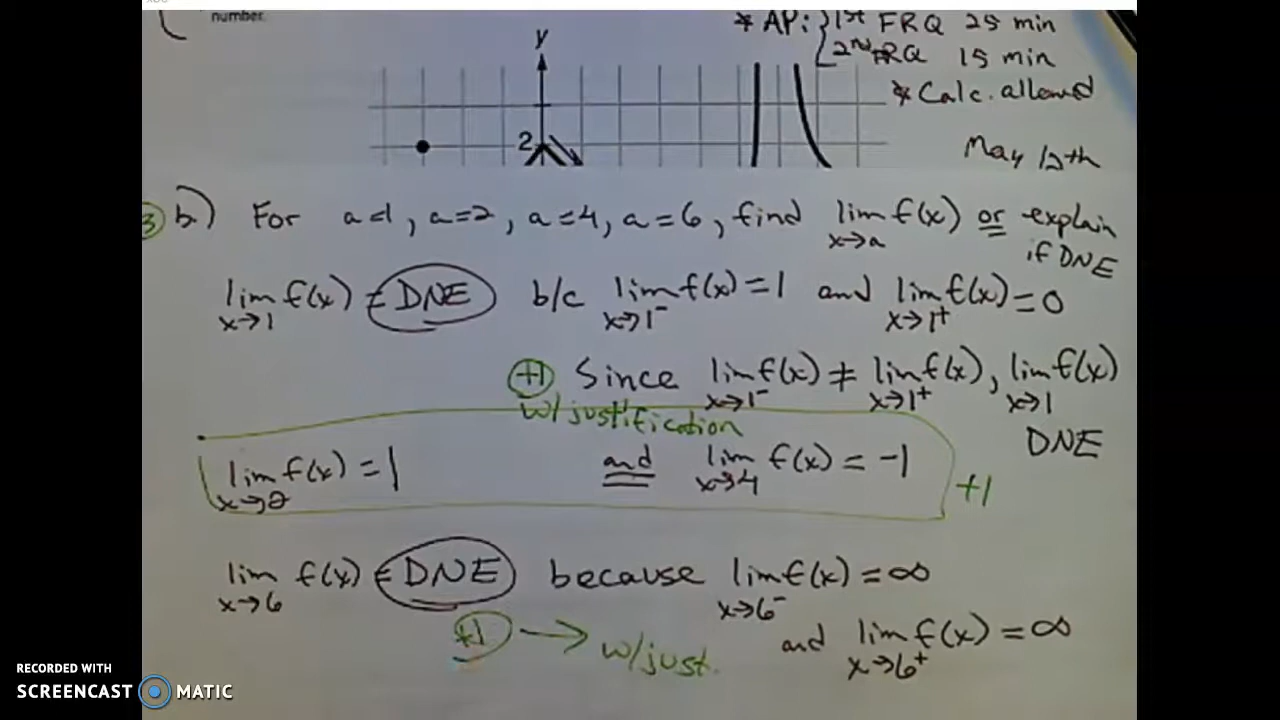 number.
* AP: 1st FRQ 25 min
2nd FRQ 15 min
* Calc. allowed
May 12th
y
2
3 b.) For a=1, a=2, a=4, a=6, find lim x→a f(x) or explain if DNE
lim x→1 f(x) = DNE b/c lim x→1⁻ f(x) = 1 and lim x→1⁺ f(x) = 0
+1 Since lim x→1⁻ f(x) ≠ lim x→1⁺ f(x), lim x→1 f(x) DNE
w/ justification
lim x→2 f(x) = 1 and lim x→4 f(x) = -1
+1
lim x→6 f(x) = DNE because lim x→6⁻ f(x) = ∞
and lim x→6⁺ f(x) = ∞
+1 → w/ just.
RECORDED WITH
SCREENCAST MATIC